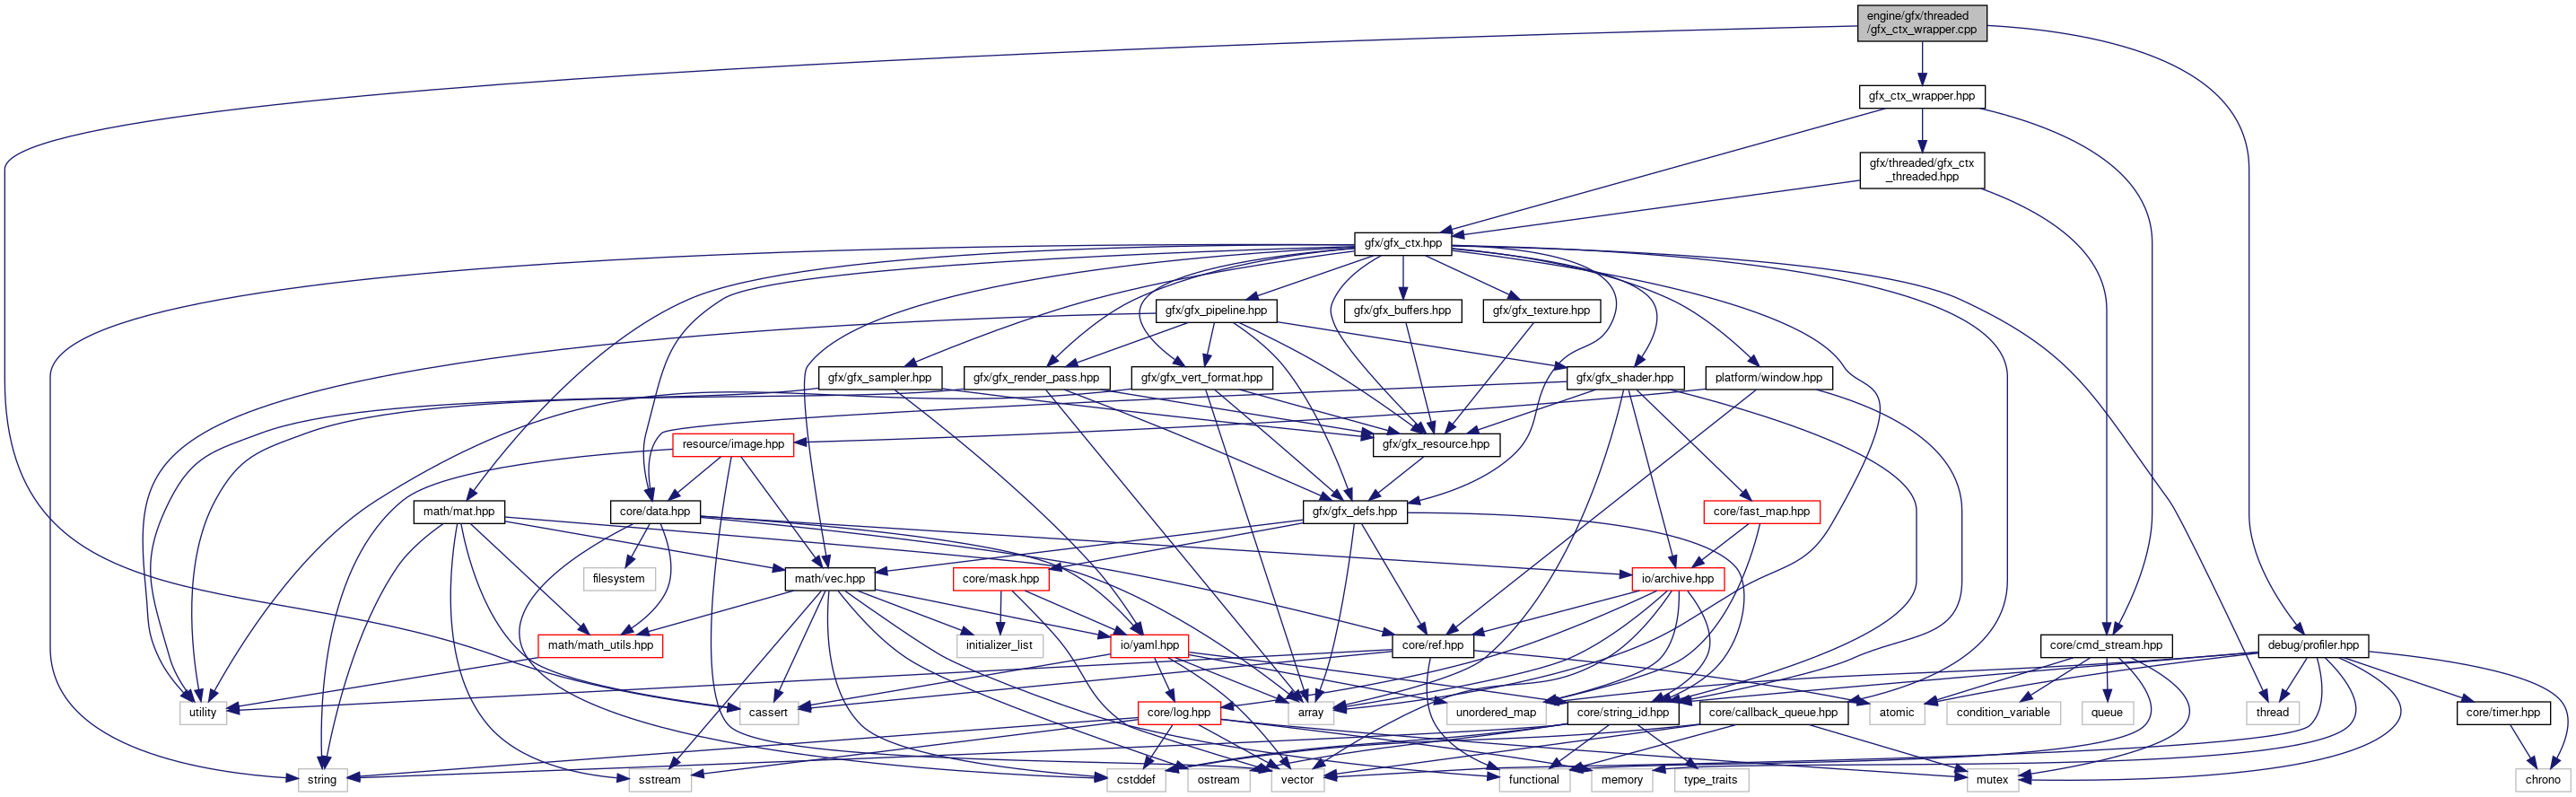 engine/gfx/threaded
/gfx_ctx_wrapper.cpp
gfx_ctx_wrapper.hpp
gfx/threaded/gfx_ctx
_threaded.hpp
gfx/gfx_ctx.hpp
gfx/gfx_pipeline.hpp
gfx/gfx_buffers.hpp
gfx/gfx_texture.hpp
gfx/gfx_sampler.hpp
gfx/gfx_render_pass.hpp
gfx/gfx_vert_format.hpp
gfx/gfx_shader.hpp
platform/window.hpp
resource/image.hpp
gfx/gfx_resource.hpp
math/mat.hpp
core/data.hpp
gfx/gfx_defs.hpp
core/fast_map.hpp
filesystem
math/vec.hpp
core/mask.hpp
io/archive.hpp
math/math_utils.hpp
initializer_list
io/yaml.hpp
core/ref.hpp
core/cmd_stream.hpp
debug/profiler.hpp
utility
cassert
core/log.hpp
array
unordered_map
core/string_id.hpp
core/callback_queue.hpp
atomic
condition_variable
queue
thread
core/timer.hpp
string
sstream
cstddef
ostream
vector
functional
memory
type_traits
mutex
chrono